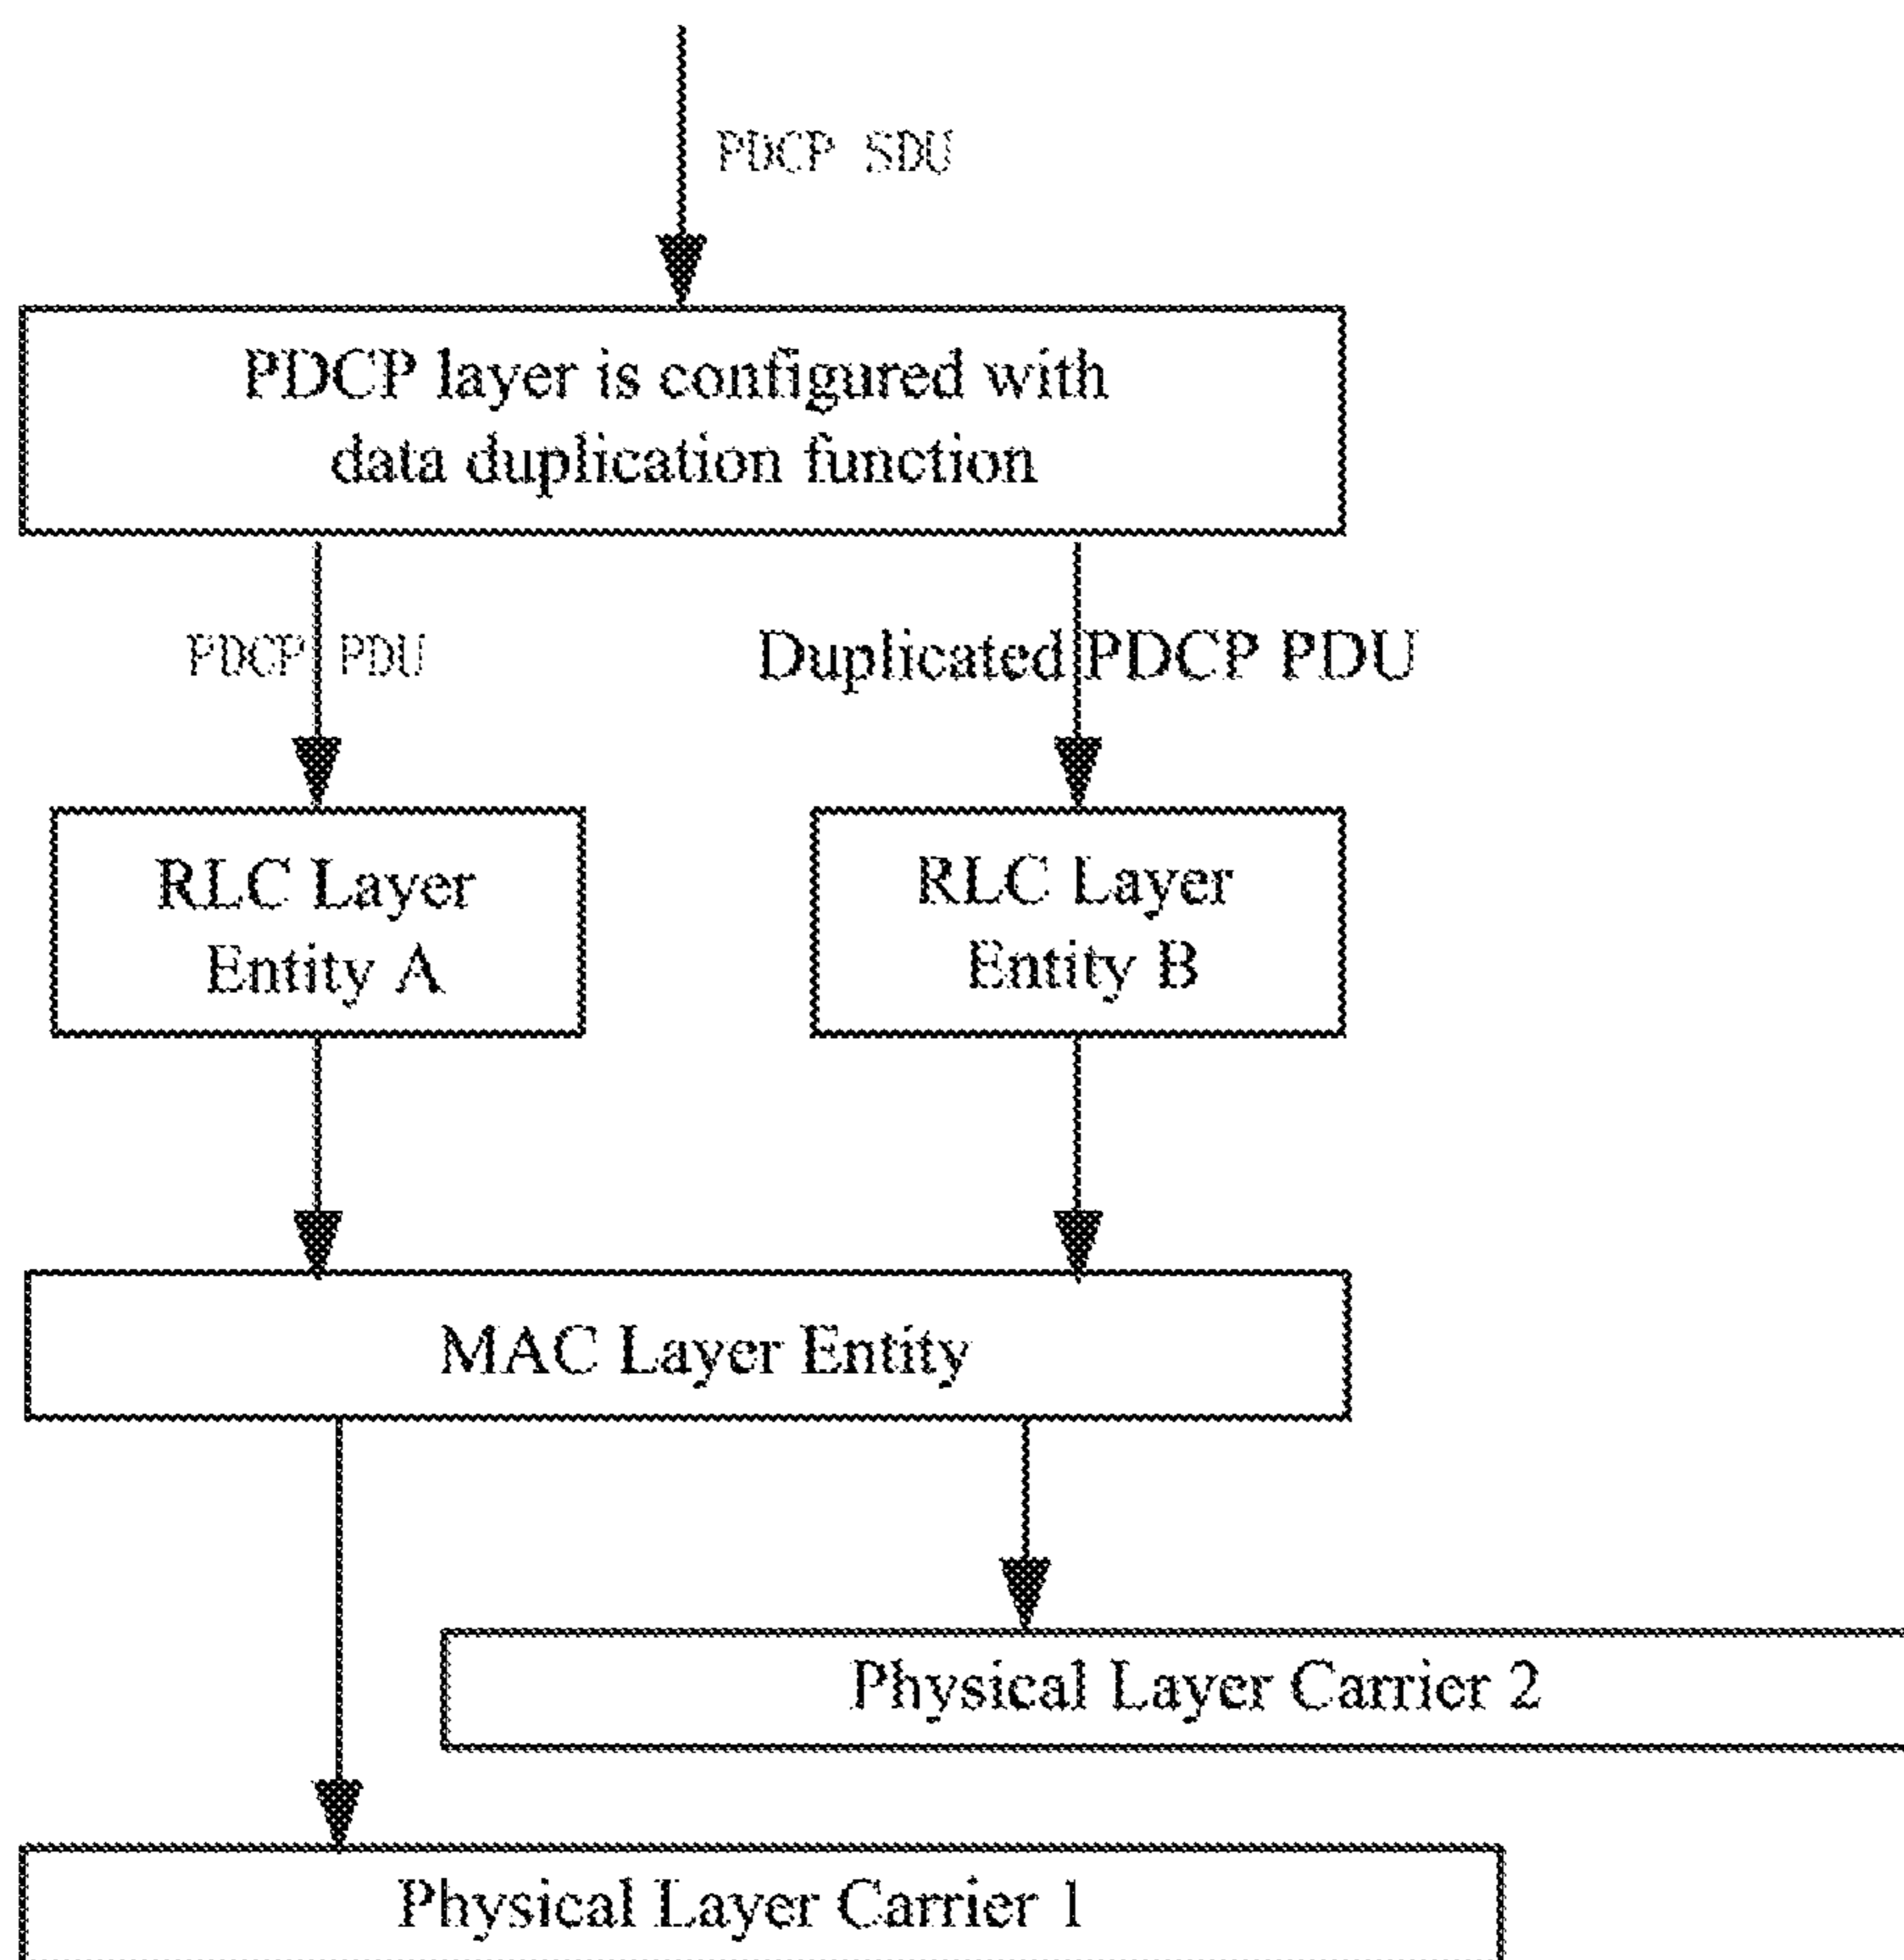 PDCP SDU
PDCP layer is configured with
data duplication function
PDCP PDU
Duplicated PDCP PDU
RLC Layer
Entity A
RLC Layer
Entity B
MAC Layer Entity
Physical Layer Carrier 2
Physical Layer Carrier 1